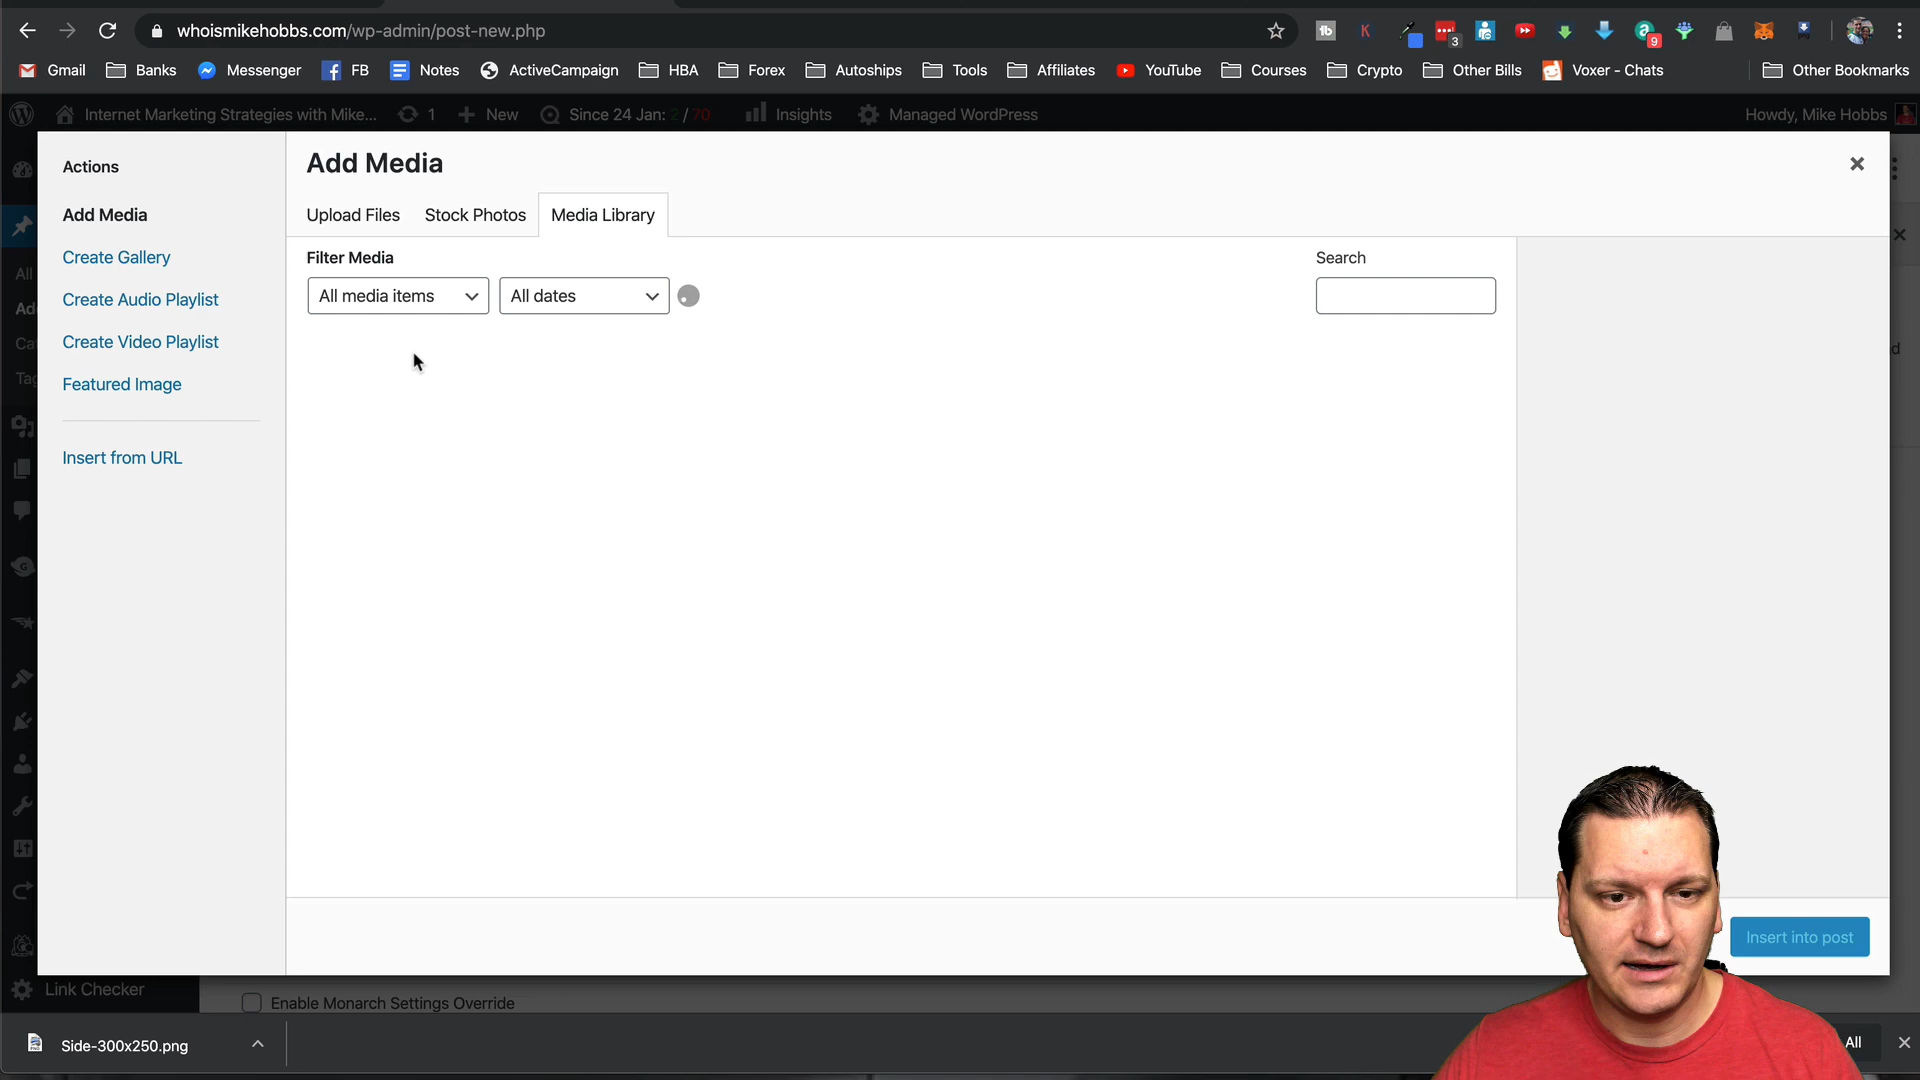 whoismikehobbs.com/wp-admin/post-new.php
3
9
Gmail Banks Messenger FB Notes ActiveCampaign HBA Forex Autoships Tools Affiliates YouTube Courses Crypto Other Bills Voxer - Chats Other Bookmarks
Internet Marketing Strategies with Mike... 1 New Since 24 Jan: 2 / 70 Insights Managed WordPress Howdy, Mike Hobbs
Actions
Add Media
Create Gallery
Create Audio Playlist
Create Video Playlist
Featured Image
Insert from URL
Add Media
Upload Files Stock Photos Media Library
Filter Media
All media items All dates
Search
Insert into post
All
Link Checker
Enable Monarch Settings Override
Side-300x250.png
All